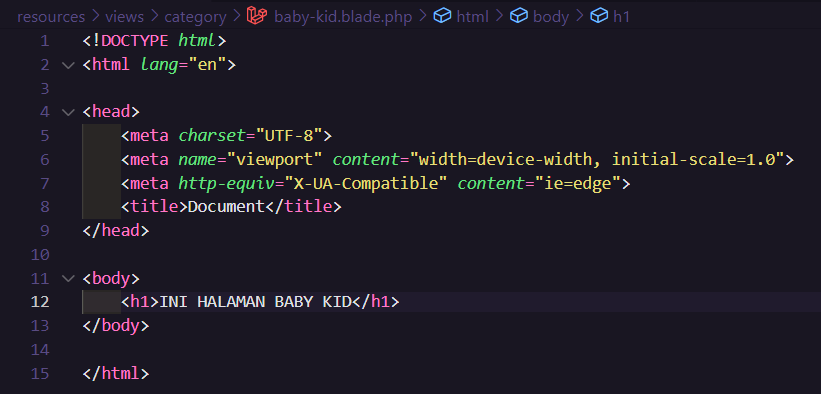 resources > views > category > baby-kid.blade.php > html > body > h1
1 <!DOCTYPE html>
2 <html lang="en">
3
4 <head>
5 <meta charset="UTF-8">
6 <meta name="viewport" content="width=device-width, initial-scale=1.0">
7 <meta http-equiv="X-UA-Compatible" content="ie=edge">
8 <title>Document</title>
9 </head>
10
11 <body>
12 <h1>INI HALAMAN BABY KID</h1>
13 </body>
14
15 </html>